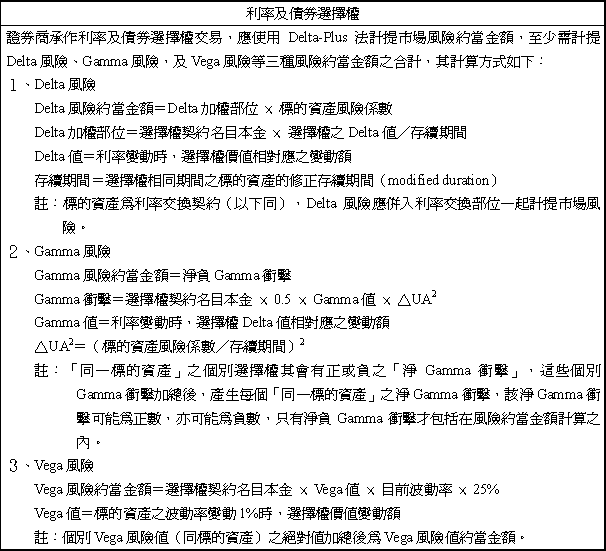 利率及債券選擇權
證券商承作利率及債券選擇權交易，應使用 Delta-Plus 法計提市場風險約當金額，至少需計提
Delta 風險、Gamma 風險，及 Vega 風險等三種風險約當金額之合計，其計算方式如下：
1、Delta 風險
Delta 風險約當金額＝Delta 加權部位 × 標的資產風險係數
Delta 加權部位＝選擇權契約名目本金 × 選擇權之 Delta 值／存續期間
Delta 值＝利率變動時，選擇權價值相對應之變動額
存續期間＝選擇權相同期間之標的資產的修正存續期間（modified duration）
註：標的資產為利率交換契約（以下同），Delta 風險應併入利率交換部位一起計提市場風
險。
2、Gamma 風險
Gamma 風險約當金額＝淨負 Gamma 衝擊
Gamma 衝擊＝選擇權契約名目本金 × 0.5 × Gamma 值 × △UA²
Gamma 值＝利率變動時，選擇權 Delta 值相對應之變動額
△UA²＝（標的資產風險係數／存續期間）²
註：「同一標的資產」之個別選擇權其會有正或負之「淨 Gamma 衝擊」，這些個別
Gamma 衝擊加總後，產生每個「同一標的資產」之淨 Gamma 衝擊，該淨 Gamma 衝
擊可能為正數，亦可能為負數，只有淨負 Gamma 衝擊才包括在風險約當金額計算之
內。
3、Vega 風險
Vega 風險約當金額＝選擇權契約名目本金 × Vega 值 × 目前波動率 × 25%
Vega 值＝標的資產之波動率變動 1%時，選擇權價值變動額
註：個別 Vega 風險值（同標的資產）之絕對值加總後為 Vega 風險值約當金額。